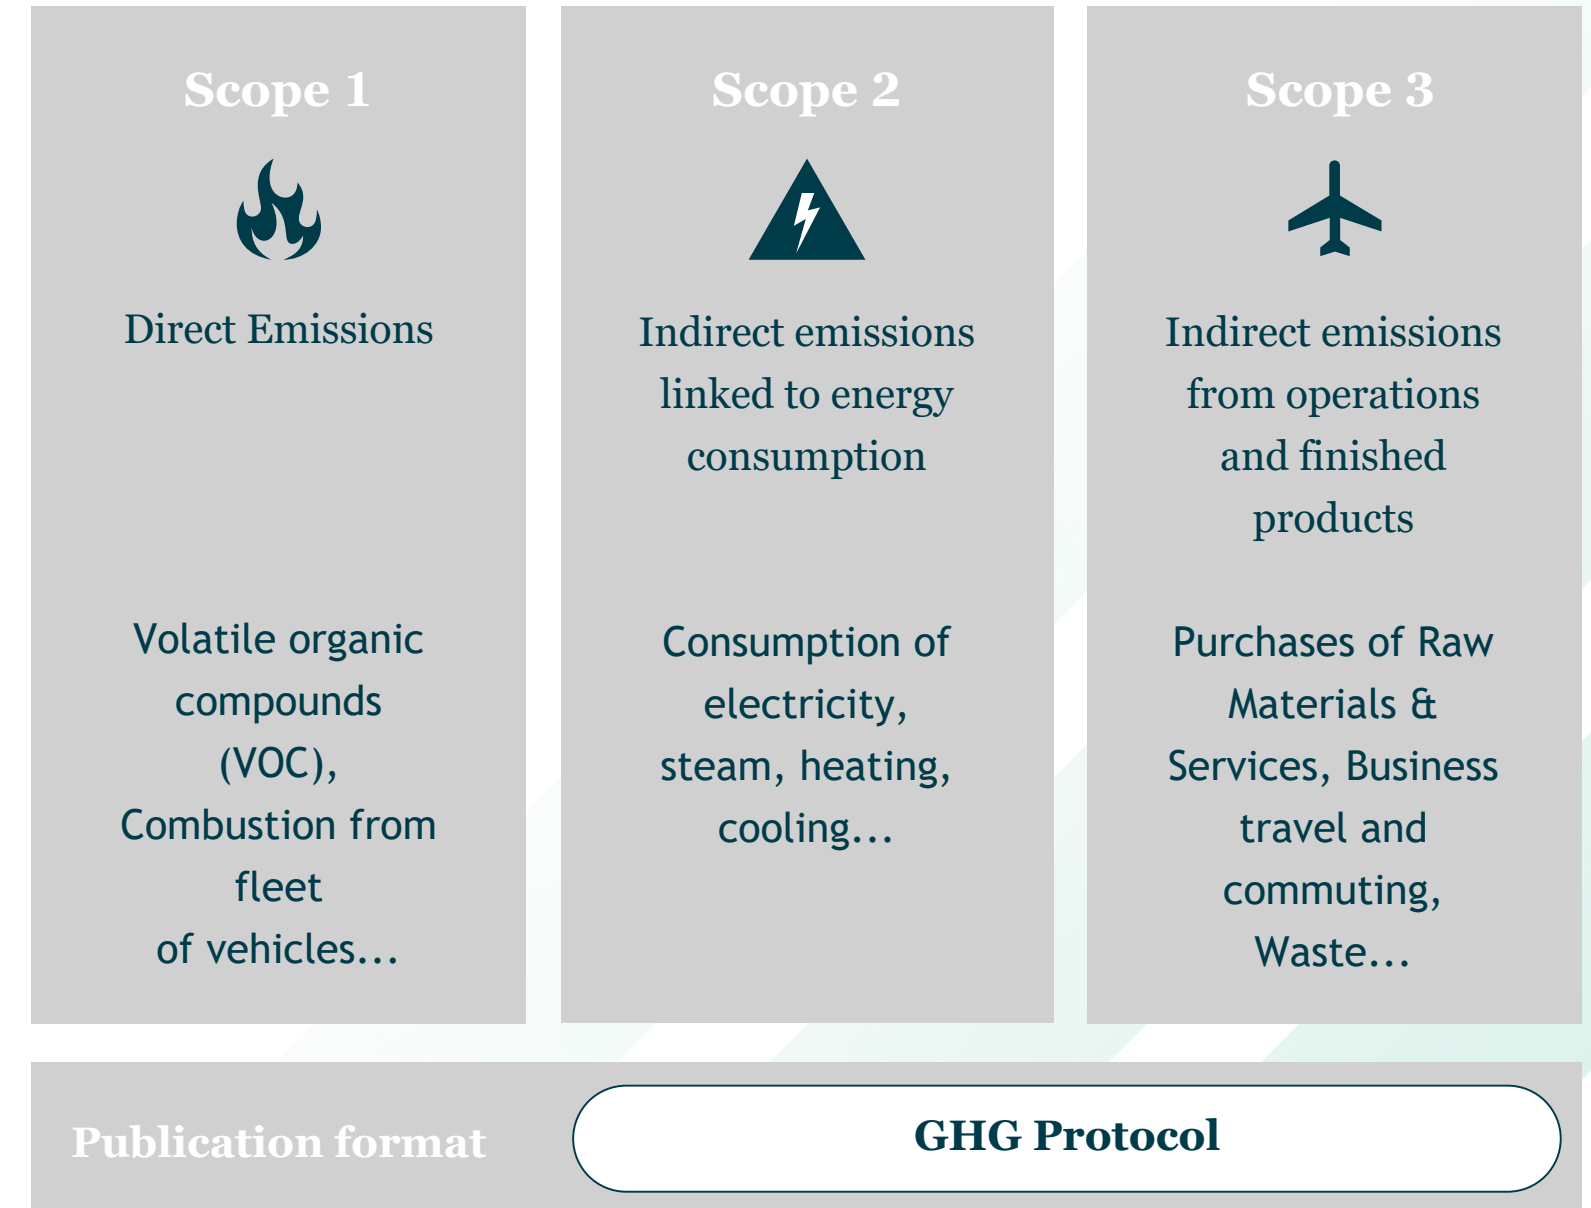 Scope 1
Direct Emissions
Volatile organic
compounds
(VOC),
Combustion from
fleet
of vehicles...
Scope 2
Indirect emissions
linked to energy
consumption
Consumption of
electricity,
steam, heating,
cooling...
Scope 3
Indirect emissions
from operations
and finished
products
Purchases of Raw
Materials &
Services, Business
travel and
commuting,
Waste...
Publication format
GHG Protocol